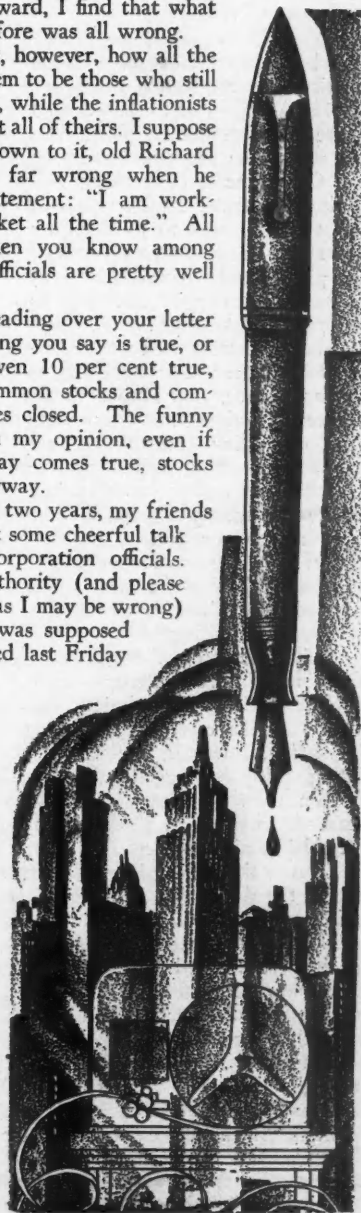 ward, I find that what
fore was all wrong.
, however, how all the
em to be those who still
, while the inflationists
t all of theirs. I suppose
own to it, old Richard
far wrong when he
tement: "I am work-
ket all the time." All
en you know among
fficials are pretty well
eading over your letter
ng you say is true, or
ven 10 per cent true,
mmon stocks and com-
es closed. The funny
my opinion, even if
ay comes true, stocks
yway.
two years, my friends
t some cheerful talk
orporation officials.
thority (and please
as I may be wrong)
was supposed
ed last Friday